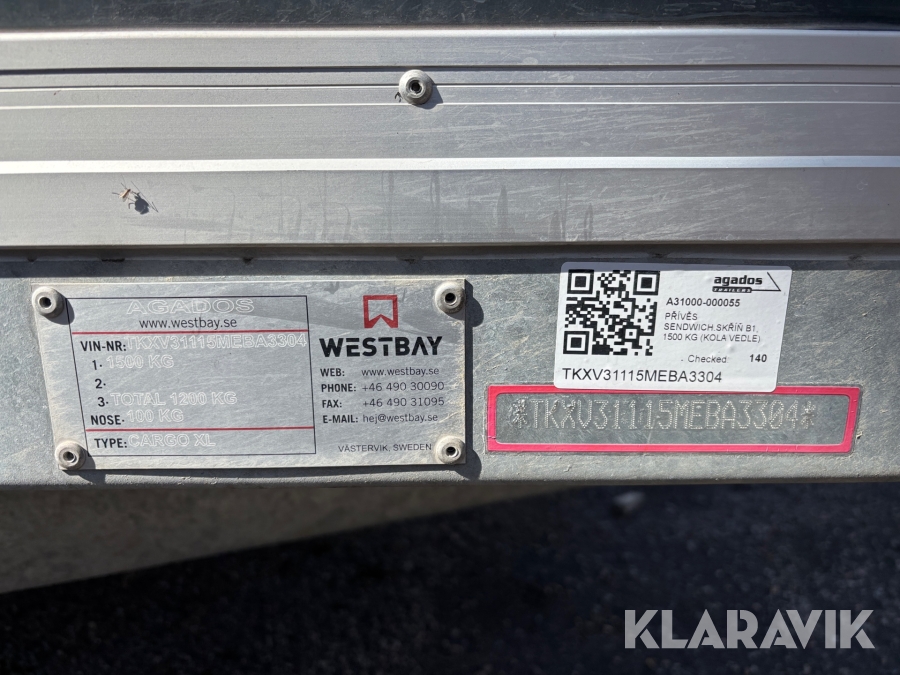 AGADOS
www.westbay.se
VIN-NR: TKXV31115MEBA3304
1. 1500 KG
2.
3. TOTAL 1200 KG
NOSE: 100 KG
TYPE: CARGO XL
WESTBAY
WEB: www.westbay.se
PHONE: +46 490 30090
FAX: +46 490 31095
E-MAIL: hej@westbay.se
VÄSTERVIK, SWEDEN
agados
TRAILERS
A31000-000055
PŘÍVĚS
SENDWICH SKŘÍŇ B1,
1500 KG (KOLA VEDLE)
Checked: 140
TKXV31115MEBA3304
*TKXV31115MEBA3304*
KLARAVIK